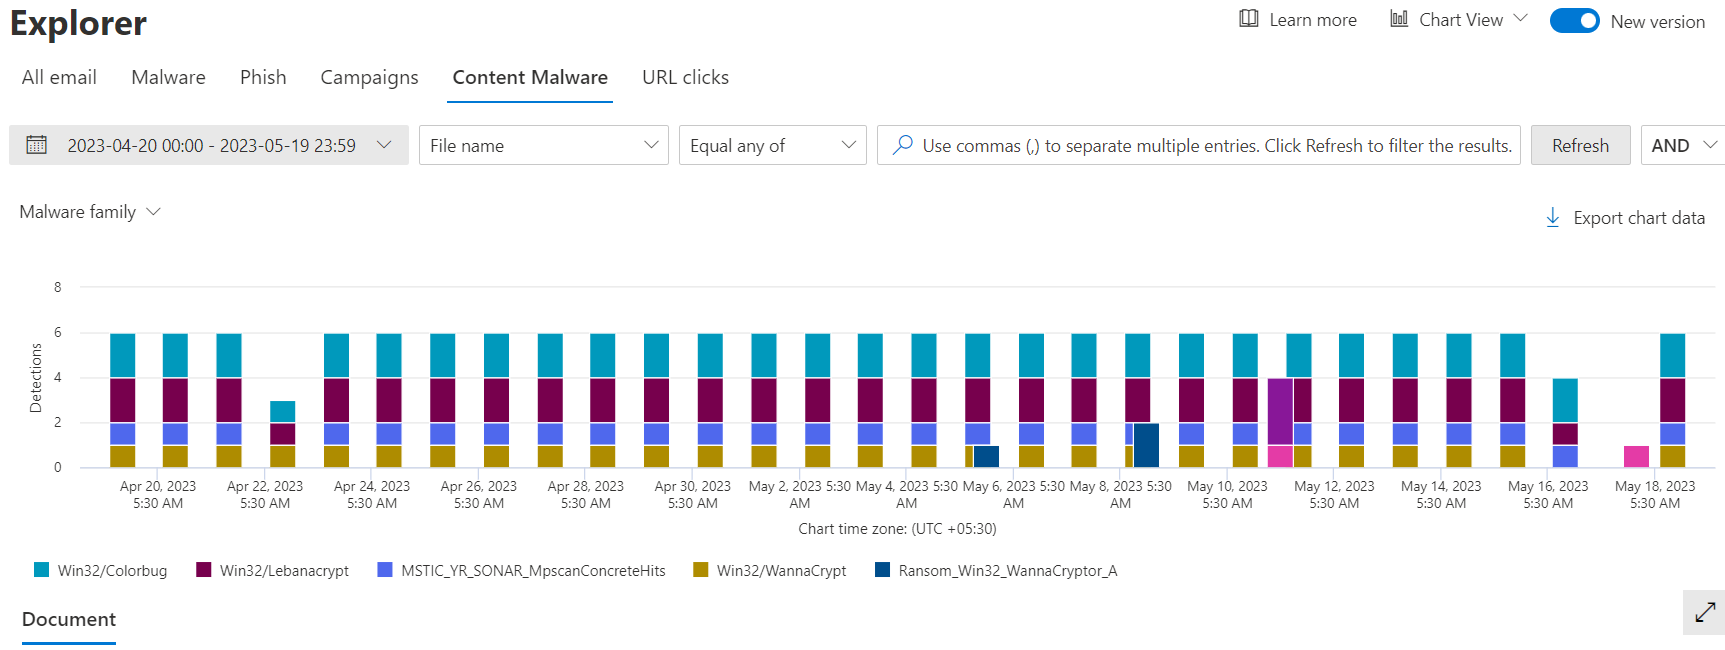 Explorer
Learn more
Chart View
New version
All email
Malware
Phish
Campaigns
Content Malware
URL clicks
2023-04-20 00:00 - 2023-05-19 23:59
File name
Equal any of
Use commas (,) to separate multiple entries. Click Refresh to filter the results.
Refresh
AND
Malware family
Export chart data
Detections
8
6
4
2
0
Apr 20, 2023
5:30 AM
Apr 22, 2023
5:30 AM
Apr 24, 2023
5:30 AM
Apr 26, 2023
5:30 AM
Apr 28, 2023
5:30 AM
Apr 30, 2023
5:30 AM
May 2, 2023 5:30
AM
May 4, 2023 5:30
AM
May 6, 2023 5:30
AM
May 8, 2023 5:30
AM
May 10, 2023
5:30 AM
May 12, 2023
5:30 AM
May 14, 2023
5:30 AM
May 16, 2023
5:30 AM
May 18, 2023
5:30 AM
Chart time zone: (UTC +05:30)
Win32/Colorbug
Win32/Lebanacrypt
MSTIC_YR_SONAR_MpscanConcreteHits
Win32/WannaCrypt
Ransom_Win32_WannaCryptor_A
Document